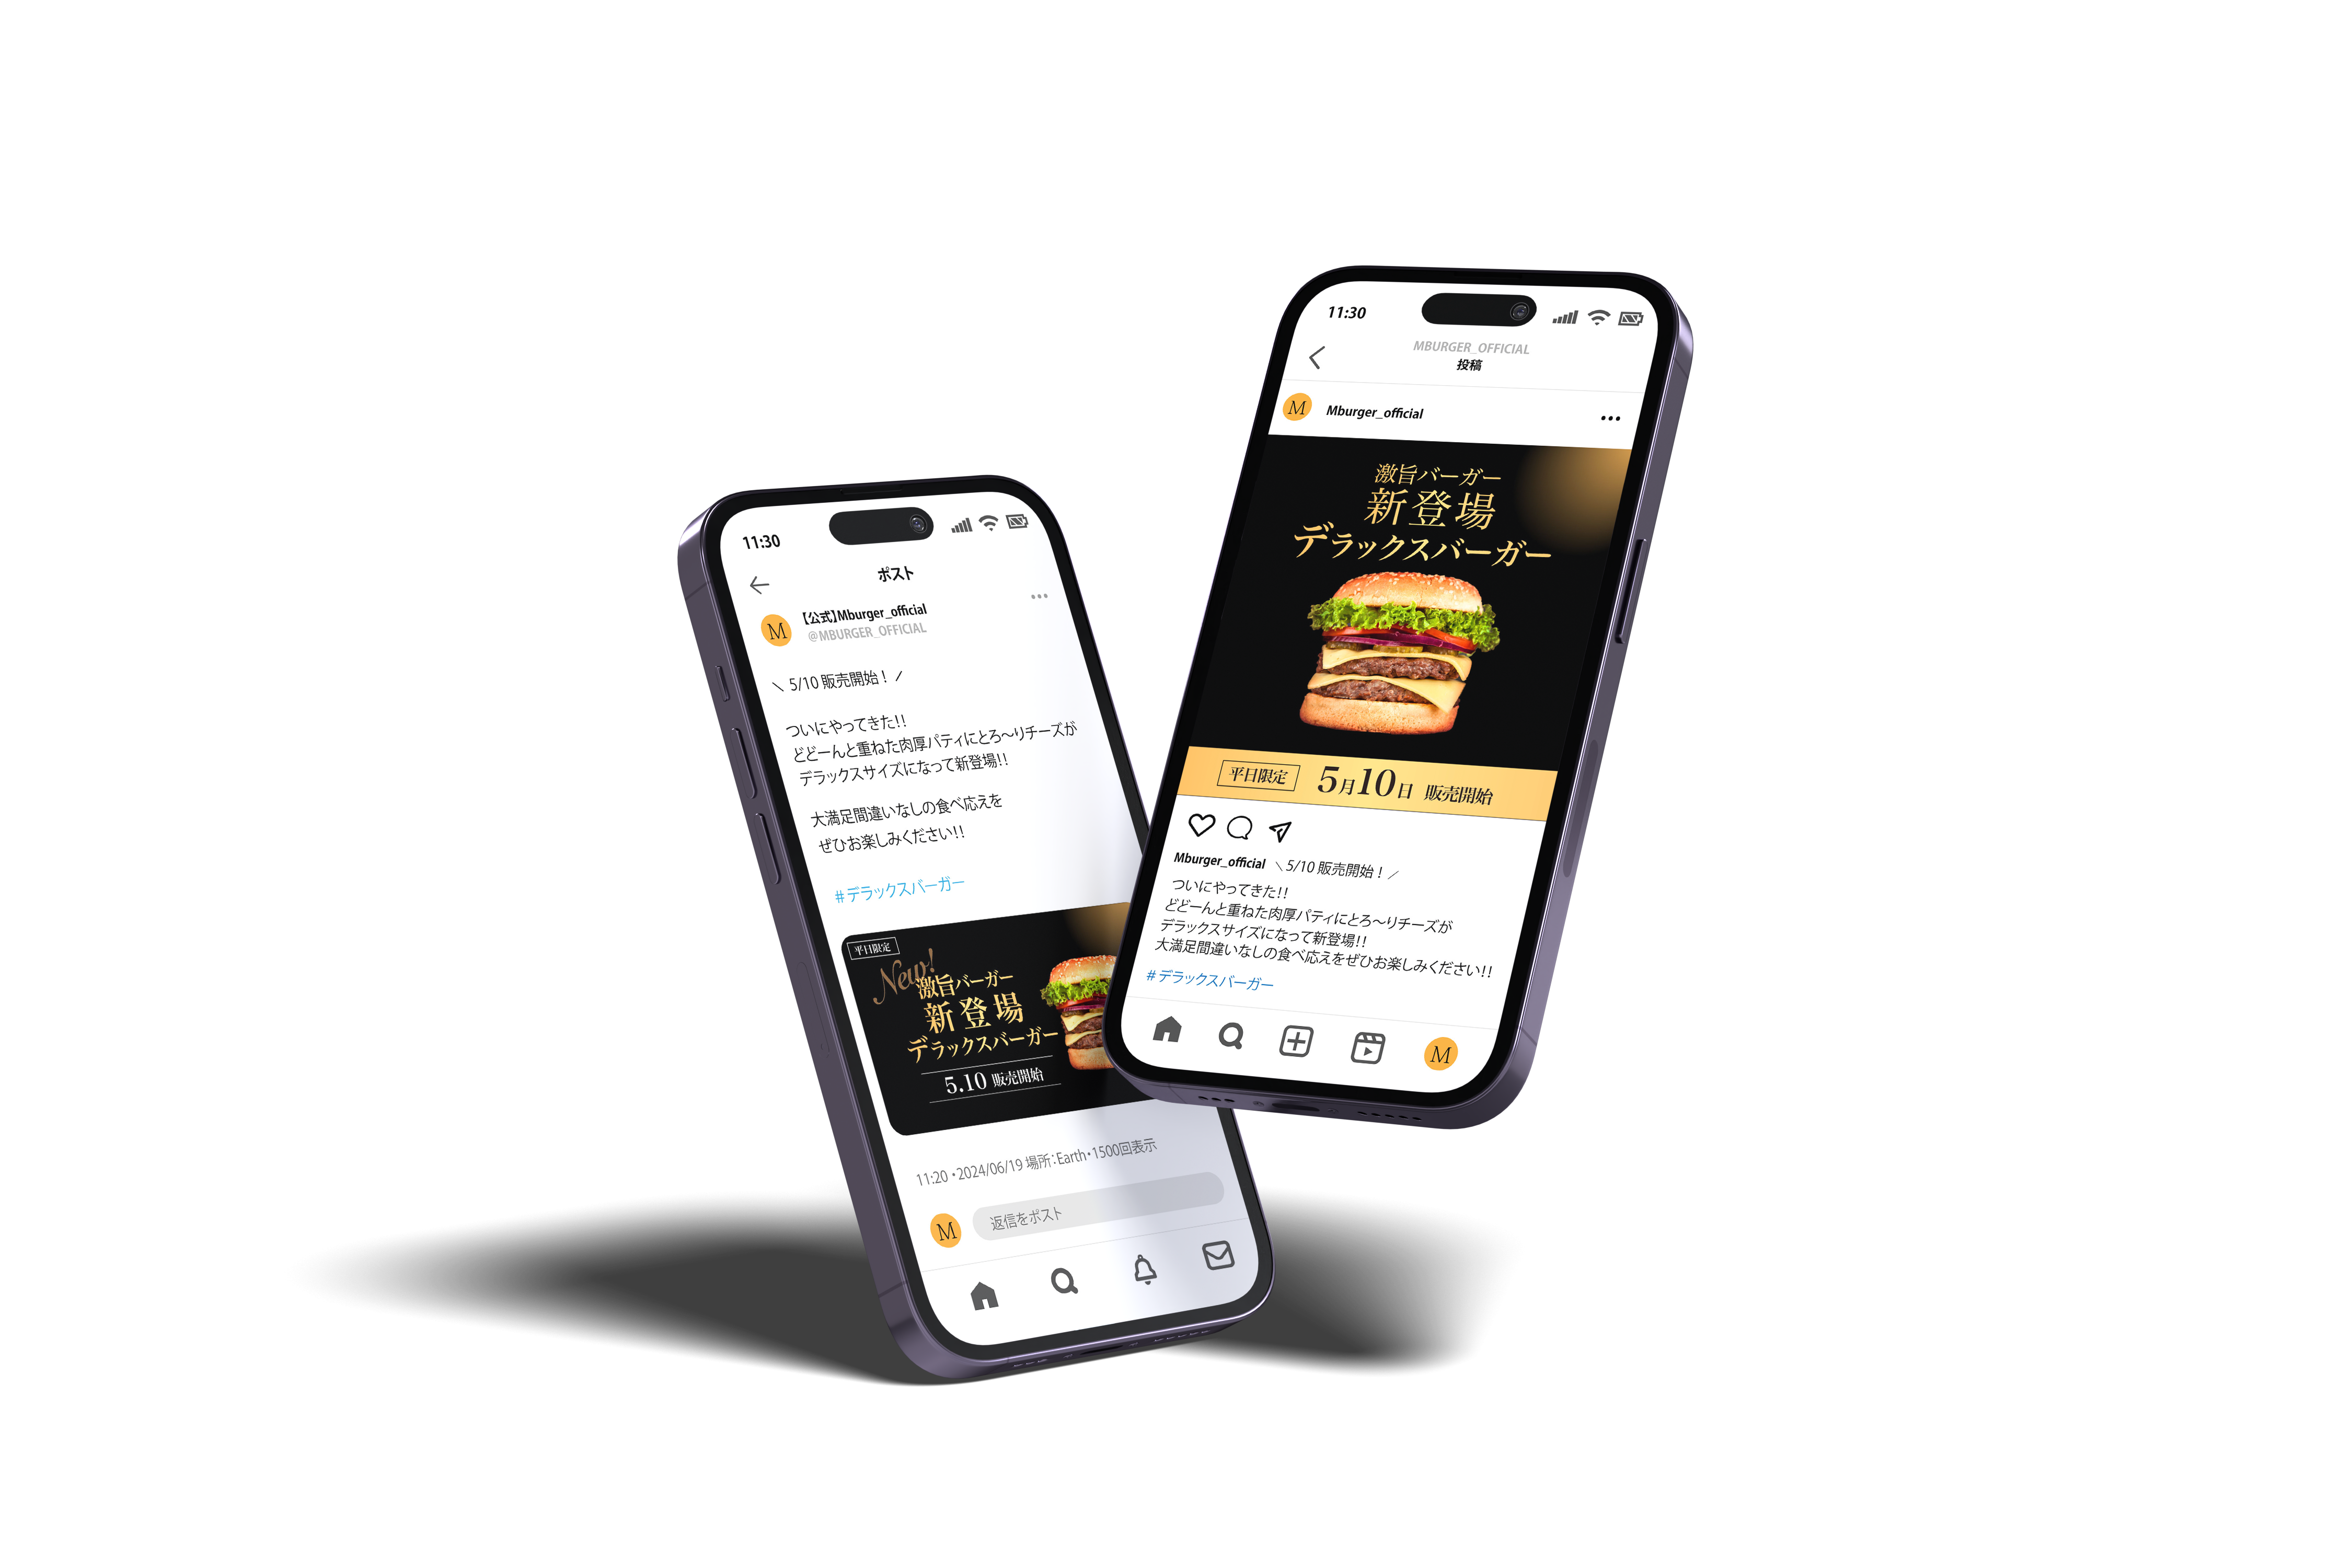 11:30
ポスト
M
【公式】Mburger_official
@MBURGER_OFFICIAL
＼ 5/10 販売開始！ ／
ついにやってきた!!
どどーんと重ねた肉厚パティにとろ～りチーズが
デラックスサイズになって新登場!!
大満足間違いなしの食べ応えを
ぜひお楽しみください!!
#デラックスバーガー
平日限定
New!
激旨バーガー
新登場
デラックスバーガー
5.10 販売開始
11:20・2024/06/19 場所：Earth・1500回表示
M
返信をポスト
11:30
MBURGER_OFFICIAL
投稿
M
Mburger_official
激旨バーガー
新登場
デラックスバーガー
平日限定 5月10日 販売開始
Mburger_official ＼ 5/10 販売開始！ ／
ついにやってきた!!
どどーんと重ねた肉厚パティにとろ～りチーズが
デラックスサイズになって新登場!!
大満足間違いなしの食べ応えをぜひお楽しみください!!
#デラックスバーガー
M